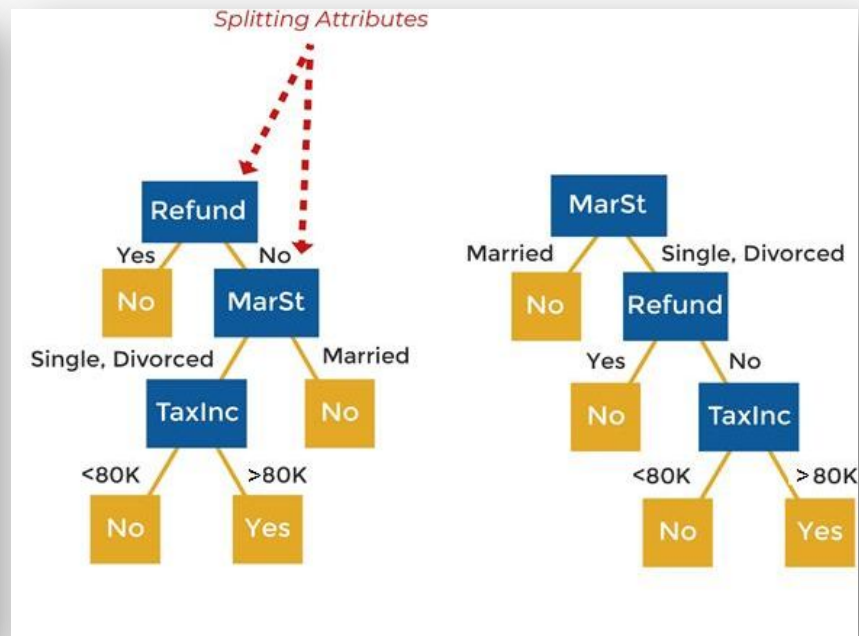 Splitting Attributes
Refund
Yes
No
No
MarSt
Single, Divorced
Married
TaxInc
No
<80K
>80K
No
Yes
MarSt
Married
Single, Divorced
No
Refund
Yes
No
No
TaxInc
<80K
>80K
No
Yes